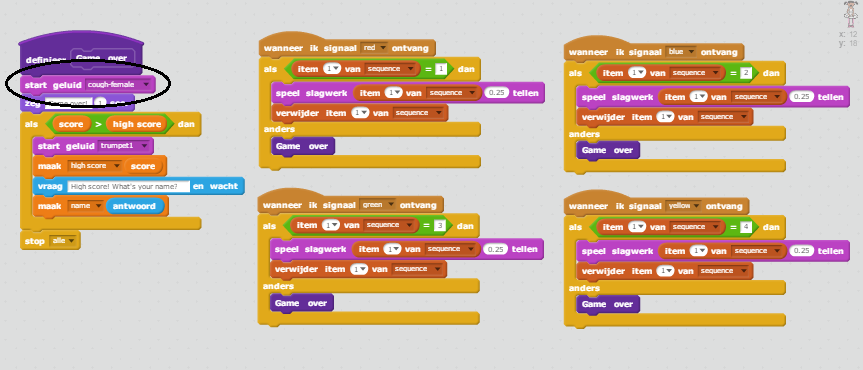 definieer Game over
start geluid cough-female
zeg Game over! 1 sec.
als score > high score dan
start geluid trumpet1
maak high score score
vraag High score! What's your name? en wacht
maak name antwoord
stop alle
wanneer ik signaal red ontvang
als item 1 van sequence = 1 dan
speel slagwerk item 1 van sequence 0.25 tellen
verwijder item 1 van sequence
anders
Game over
wanneer ik signaal blue ontvang
als item 1 van sequence = 2 dan
speel slagwerk item 1 van sequence 0.25 tellen
verwijder item 1 van sequence
anders
Game over
wanneer ik signaal green ontvang
als item 1 van sequence = 3 dan
speel slagwerk item 1 van sequence 0.25 tellen
verwijder item 1 van sequence
anders
Game over
wanneer ik signaal yellow ontvang
als item 1 van sequence = 4 dan
speel slagwerk item 1 van sequence 0.25 tellen
verwijder item 1 van sequence
anders
Game over
x: 12
y: 18